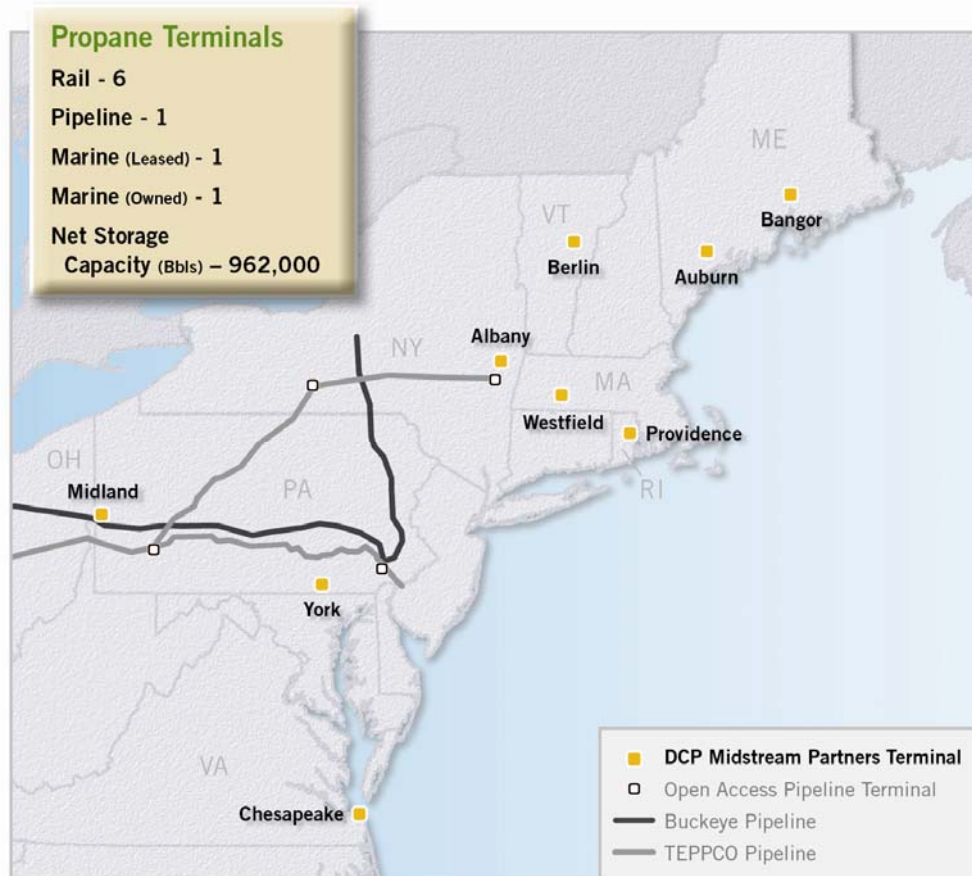 Propane Terminals
Rail - 6
Pipeline - 1
Marine (Leased) - 1
Marine (Owned) - 1
Net Storage
Capacity (Bbls) – 962,000
ME
Bangor
VT
Berlin
Auburn
Albany
NY
MA
Westfield
Providence
OH
Midland
PA
RI
York
VA
Chesapeake
DCP Midstream Partners Terminal
Open Access Pipeline Terminal
Buckeye Pipeline
TEPPCO Pipeline